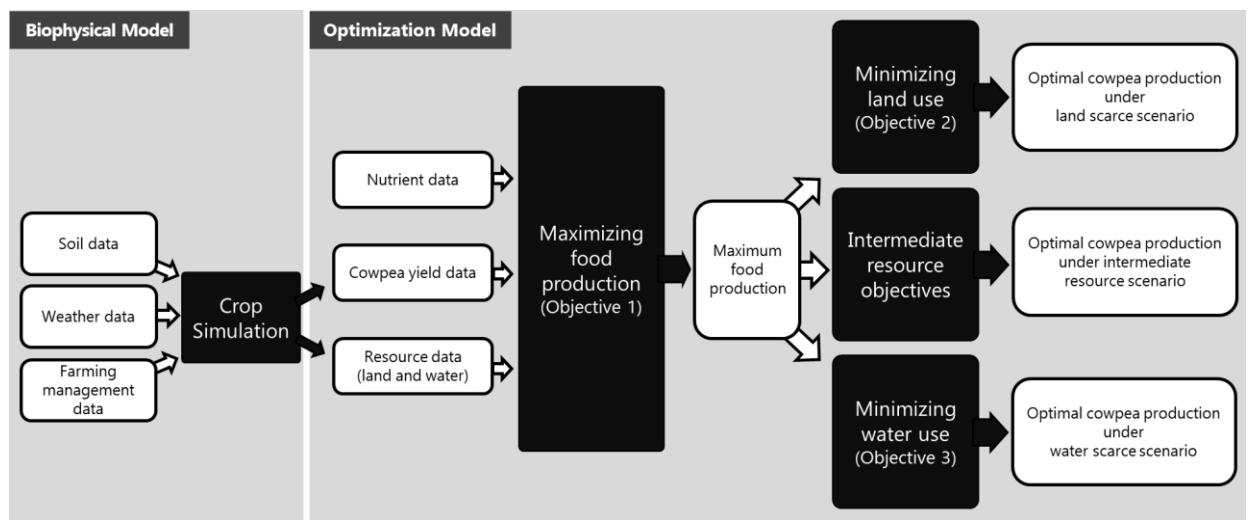 Biophysical Model
Optimization Model
Soil data
Weather data
Farming
management
data
Crop
Simulation
Nutrient data
Cowpea yield data
Resource data
(land and water)
Maximizing
food
production
(Objective 1)
Maximum
food
production
Minimizing
land use
(Objective 2)
Intermediate
resource
objectives
Minimizing
water use
(Objective 3)
Optimal cowpea production
under
land scarce scenario
Optimal cowpea production
under intermediate
resource scenario
Optimal cowpea production
under
water scarce scenario